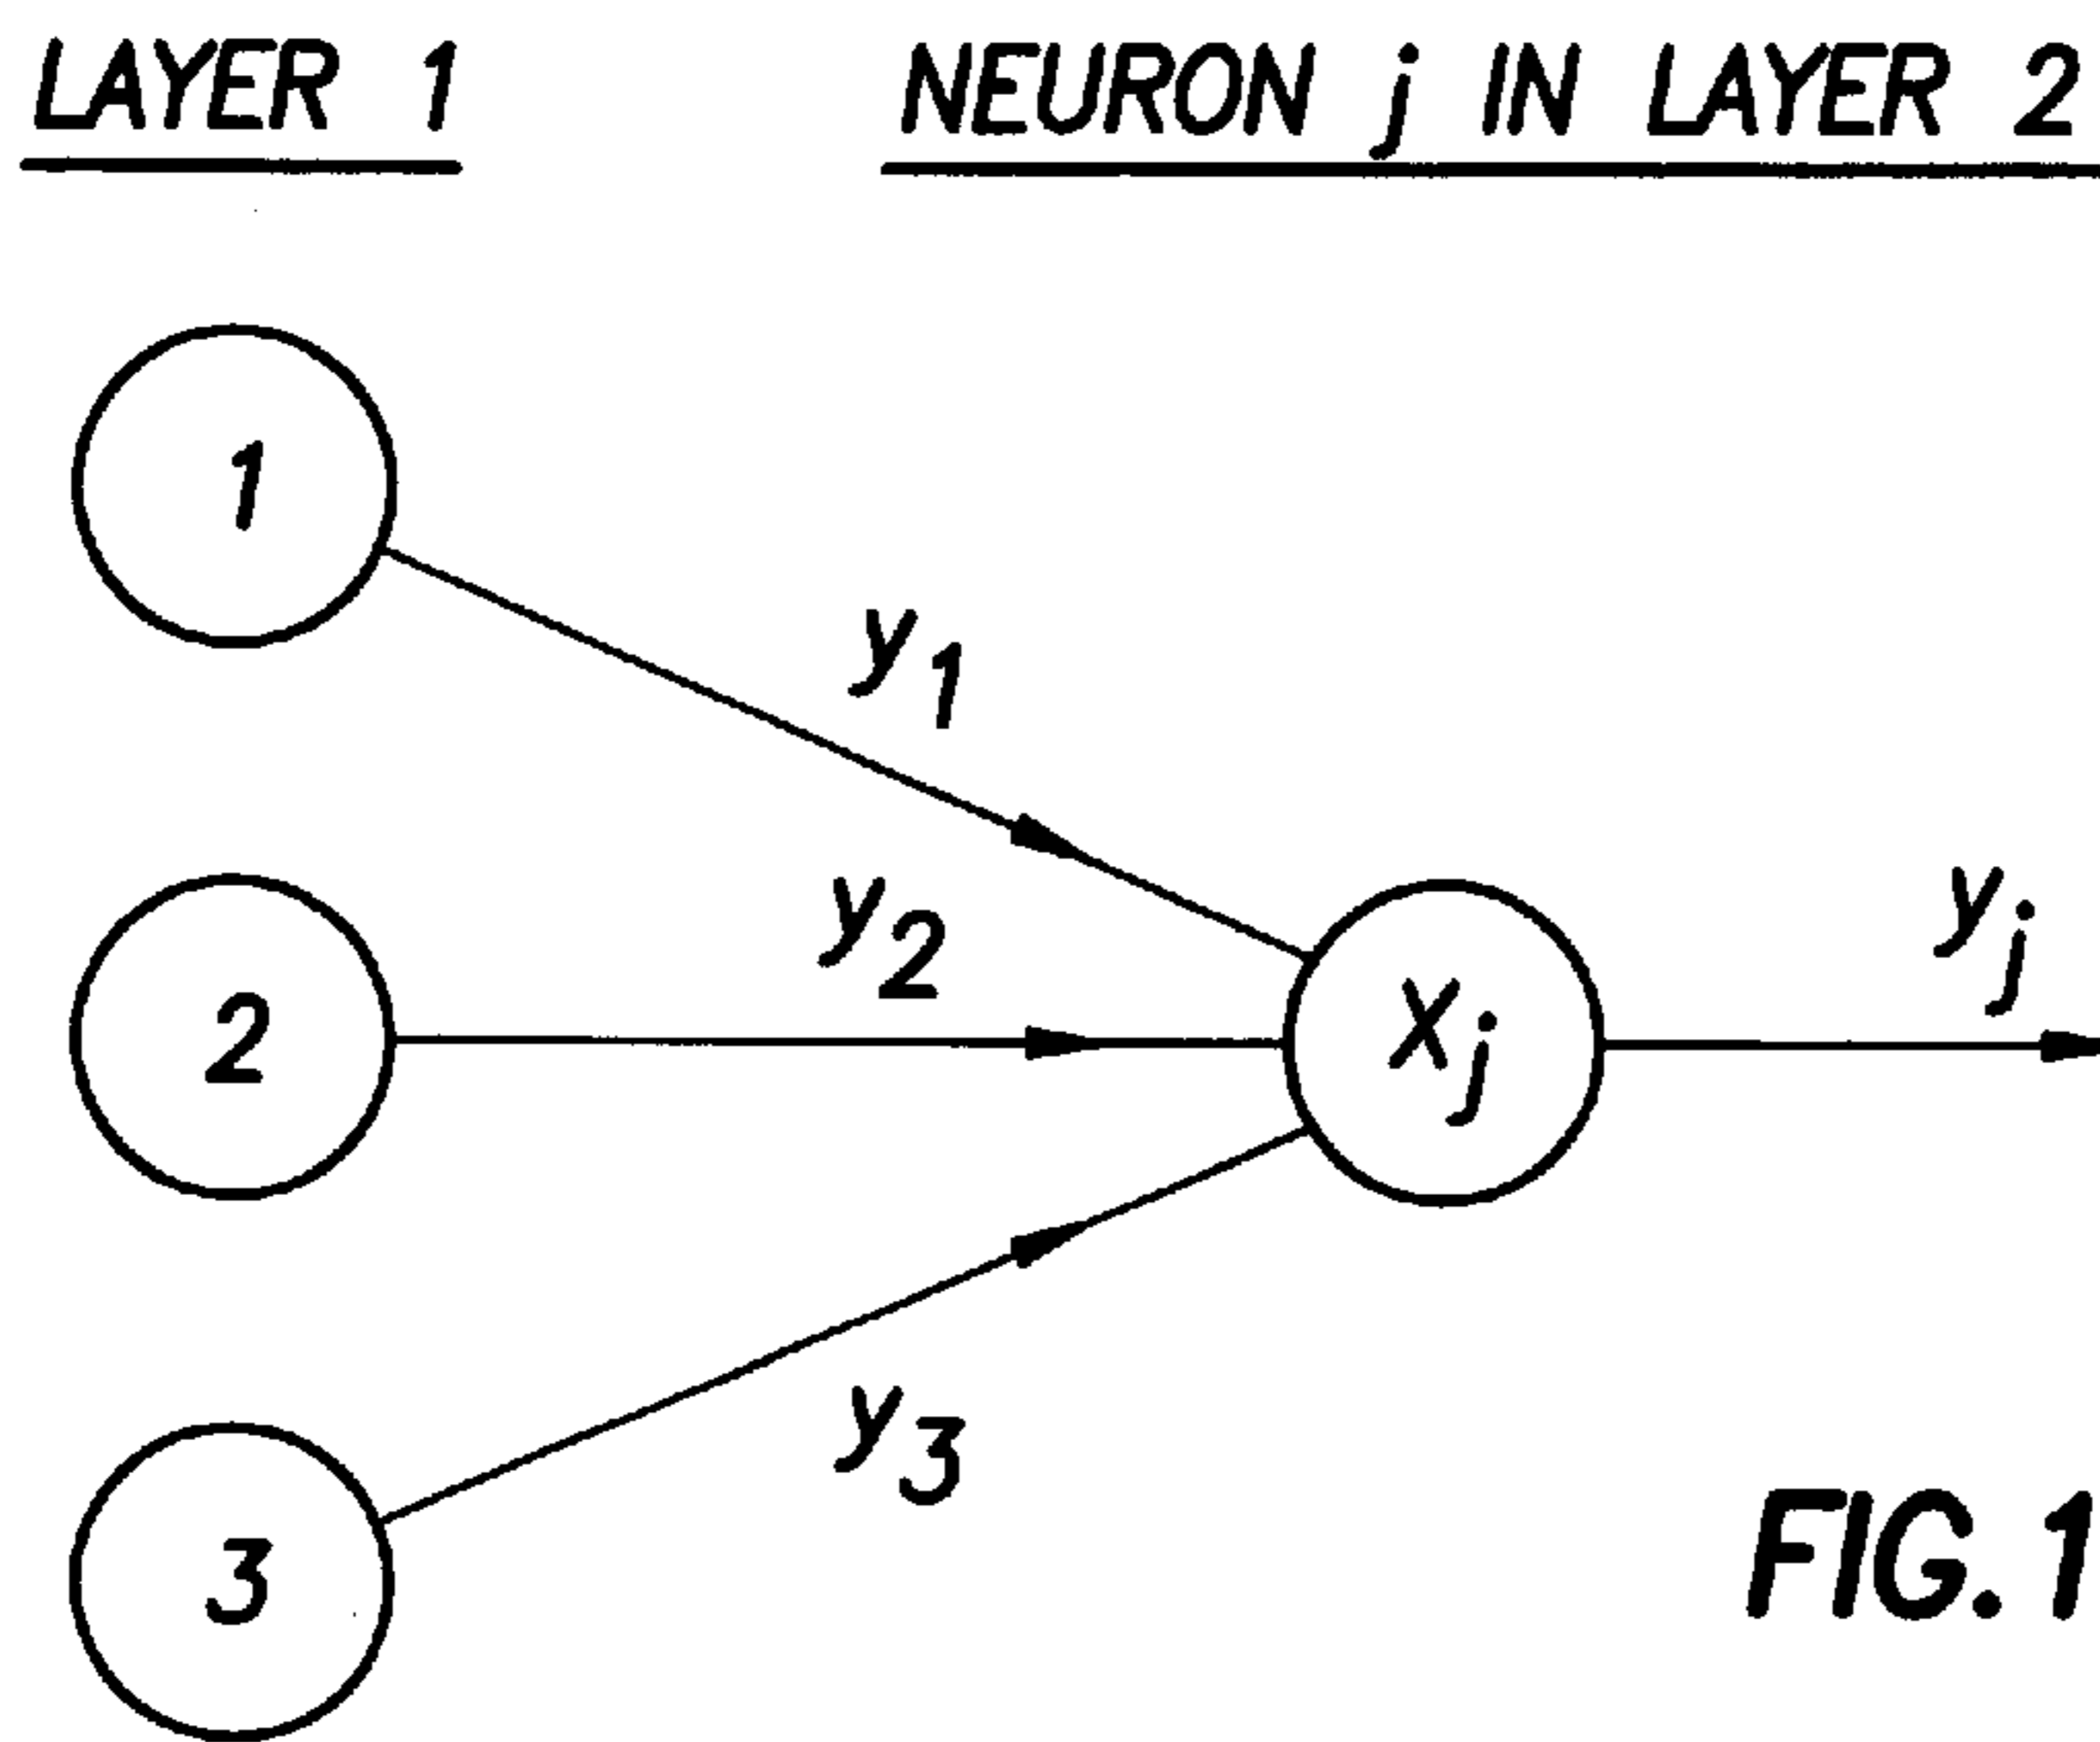 LAYER 1
NEURON j IN LAYER 2
1
y1
y2
yj
2
xj
y3
3
FIG.1